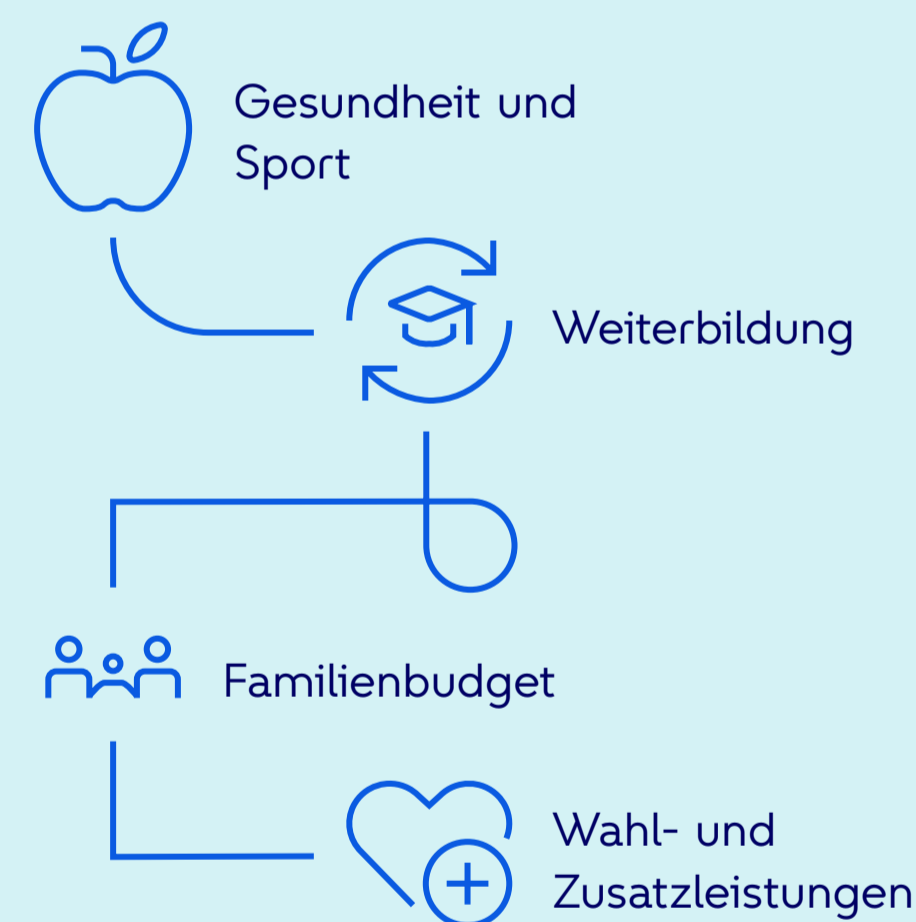 Gesundheit und
Sport
Weiterbildung
Familienbudget
Wahl- und
Zusatzleistungen